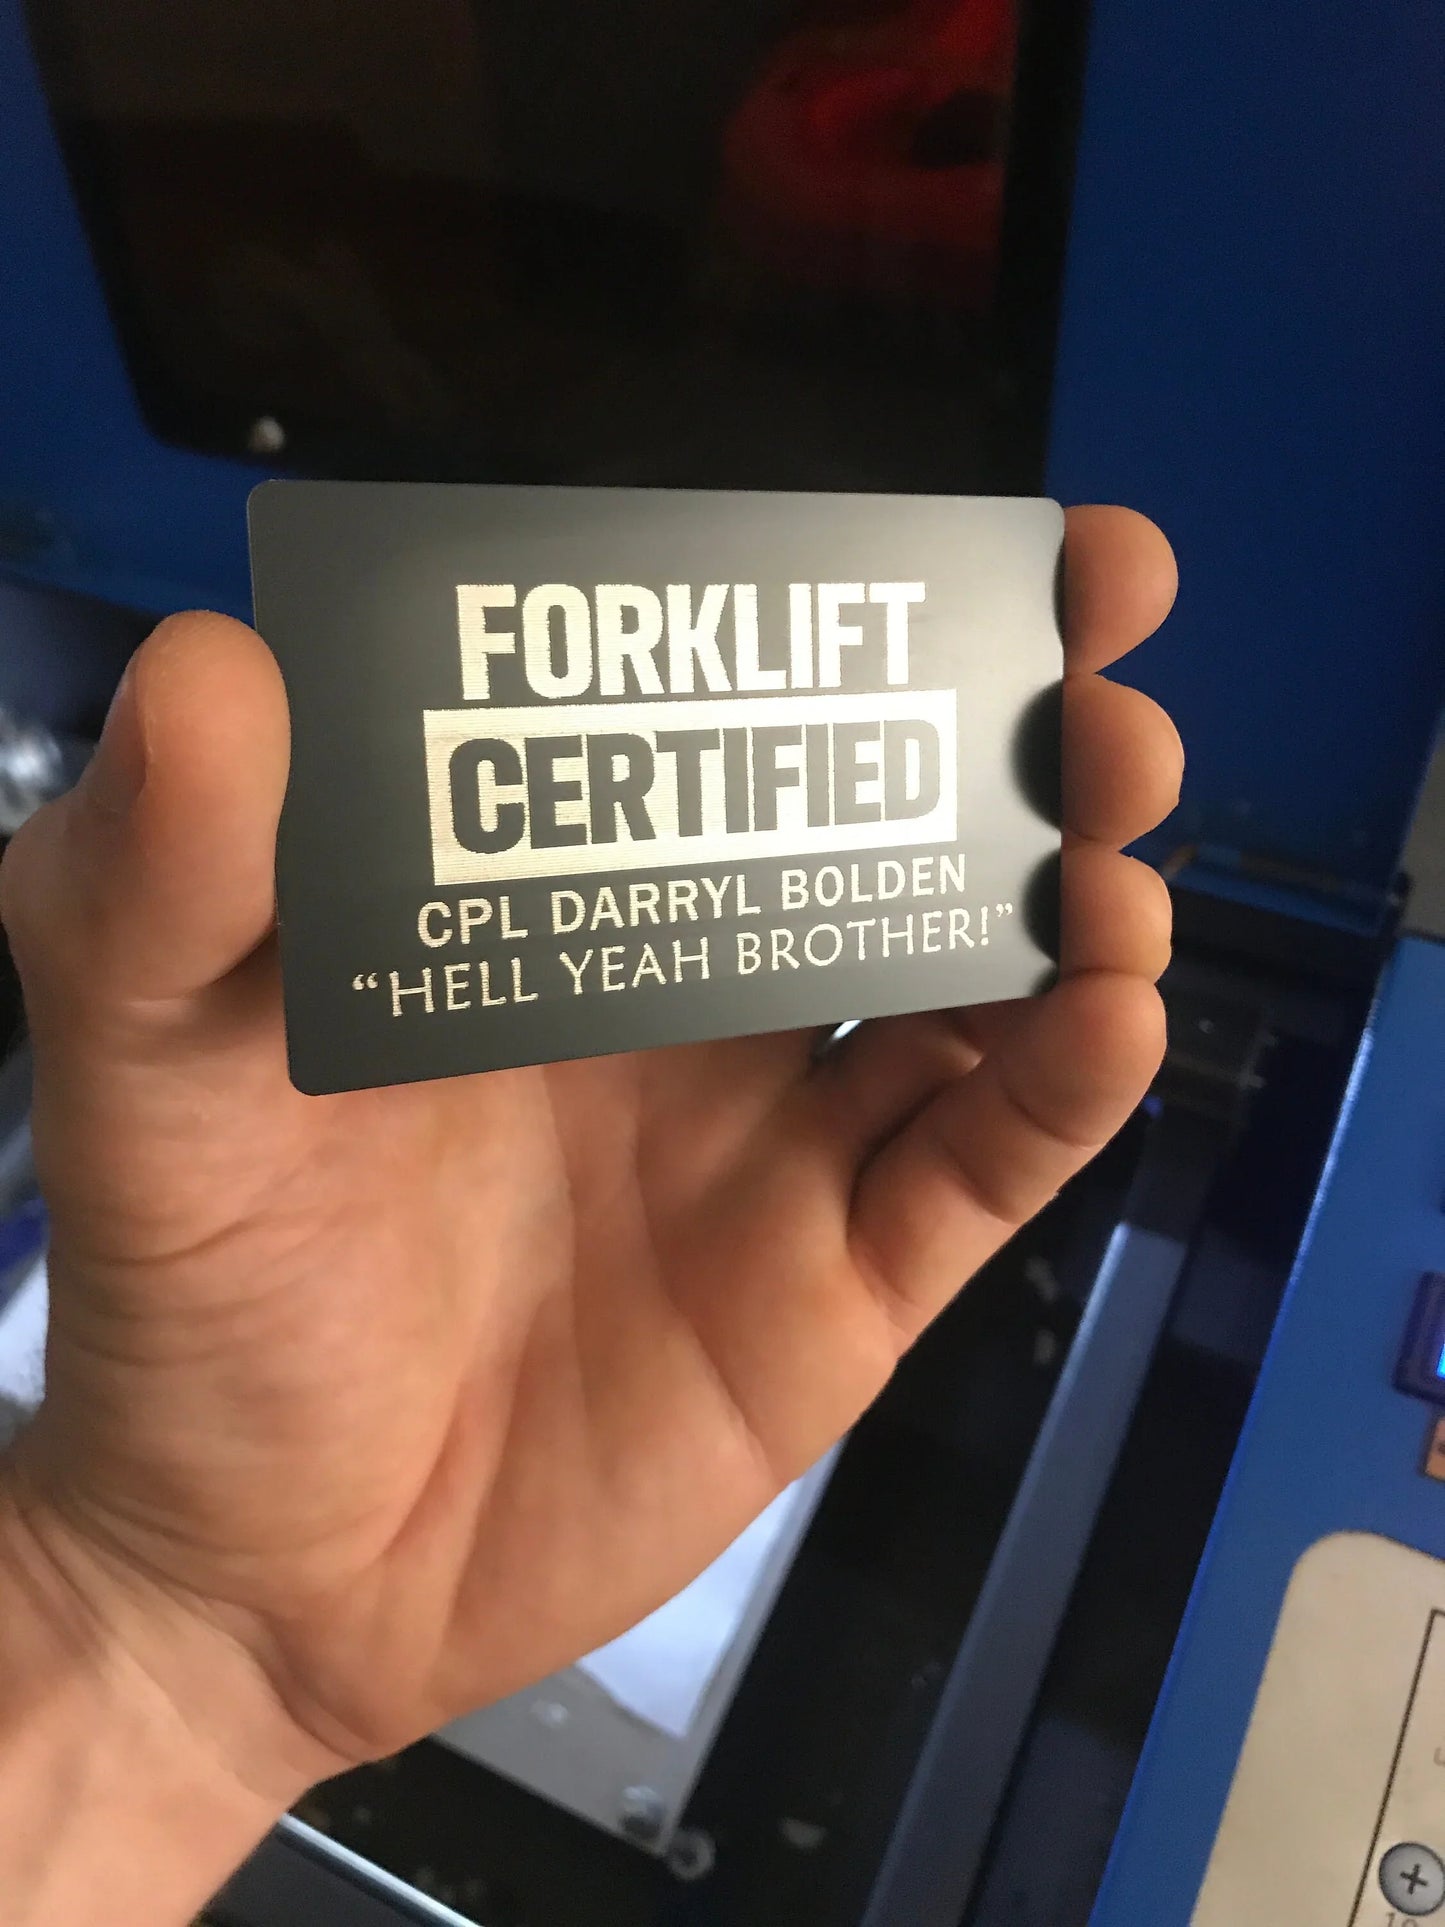 FORKLIFT
CERTIFIED
CPL DARRYL BOLDEN
“HELL YEAH BROTHER!”